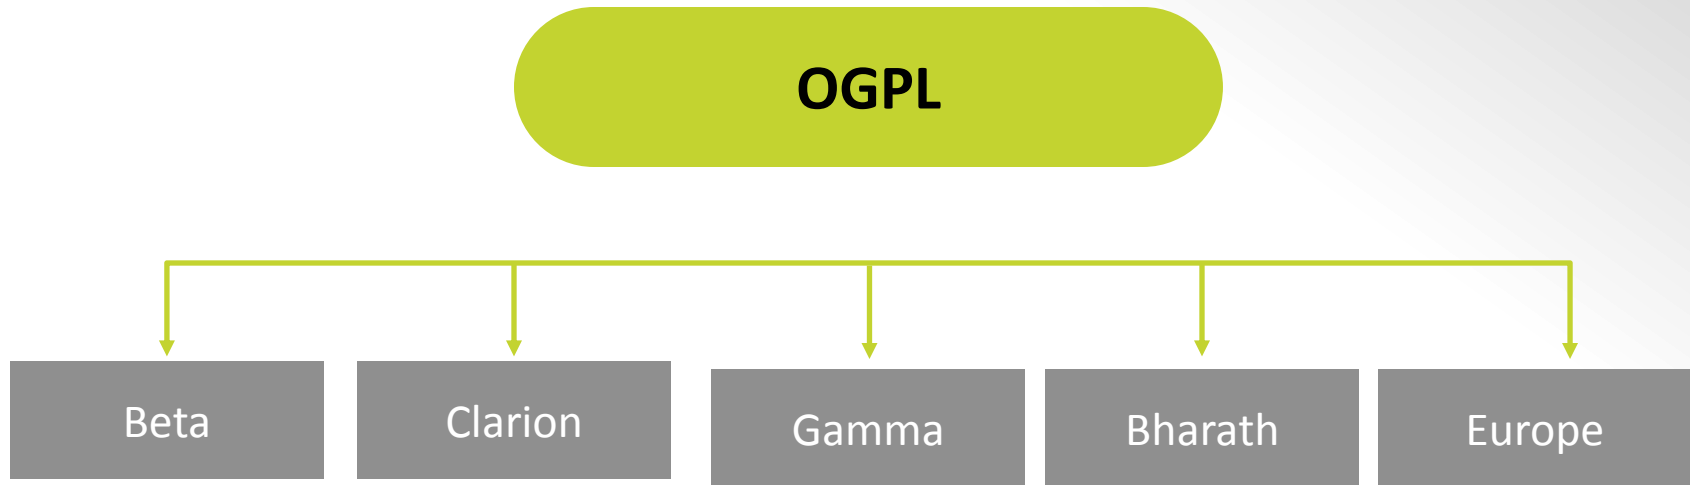 OGPL
Beta
Clarion
Gamma
Bharath
Europe